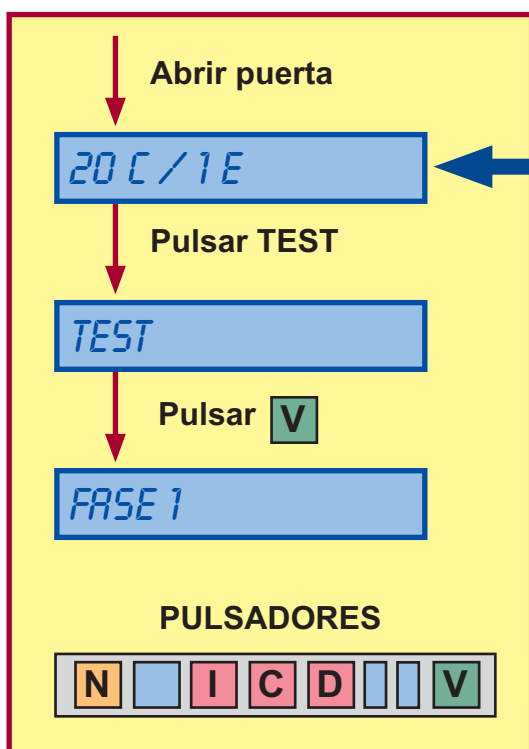 Abrir puerta
20 C / 1 E
Pulsar TEST
TEST
Pulsar V
FASE 1
PULSADORES
N I C D V